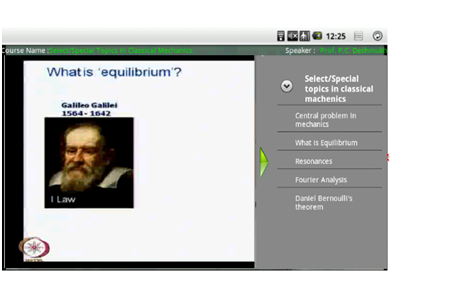 12:25
Course Name : Select/Special Topics in Classical Mechanics
Speaker : Prof. P.C. Deshmukh
What is 'equilibrium'?
Galileo Galilei
1564 - 1642
I Law
Select/Special
topics in classical
machenics
Central problem in
mechanics
What is Equilibrium
Resonances
Fourier Analysis
Daniel Bernoulli's
theorem